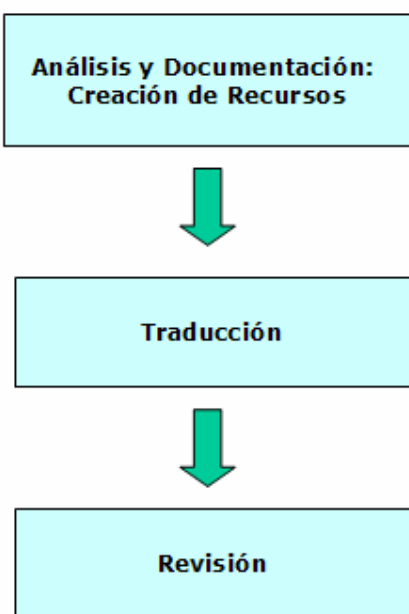 Análisis y Documentación:
Creación de Recursos
Traducción
Revisión